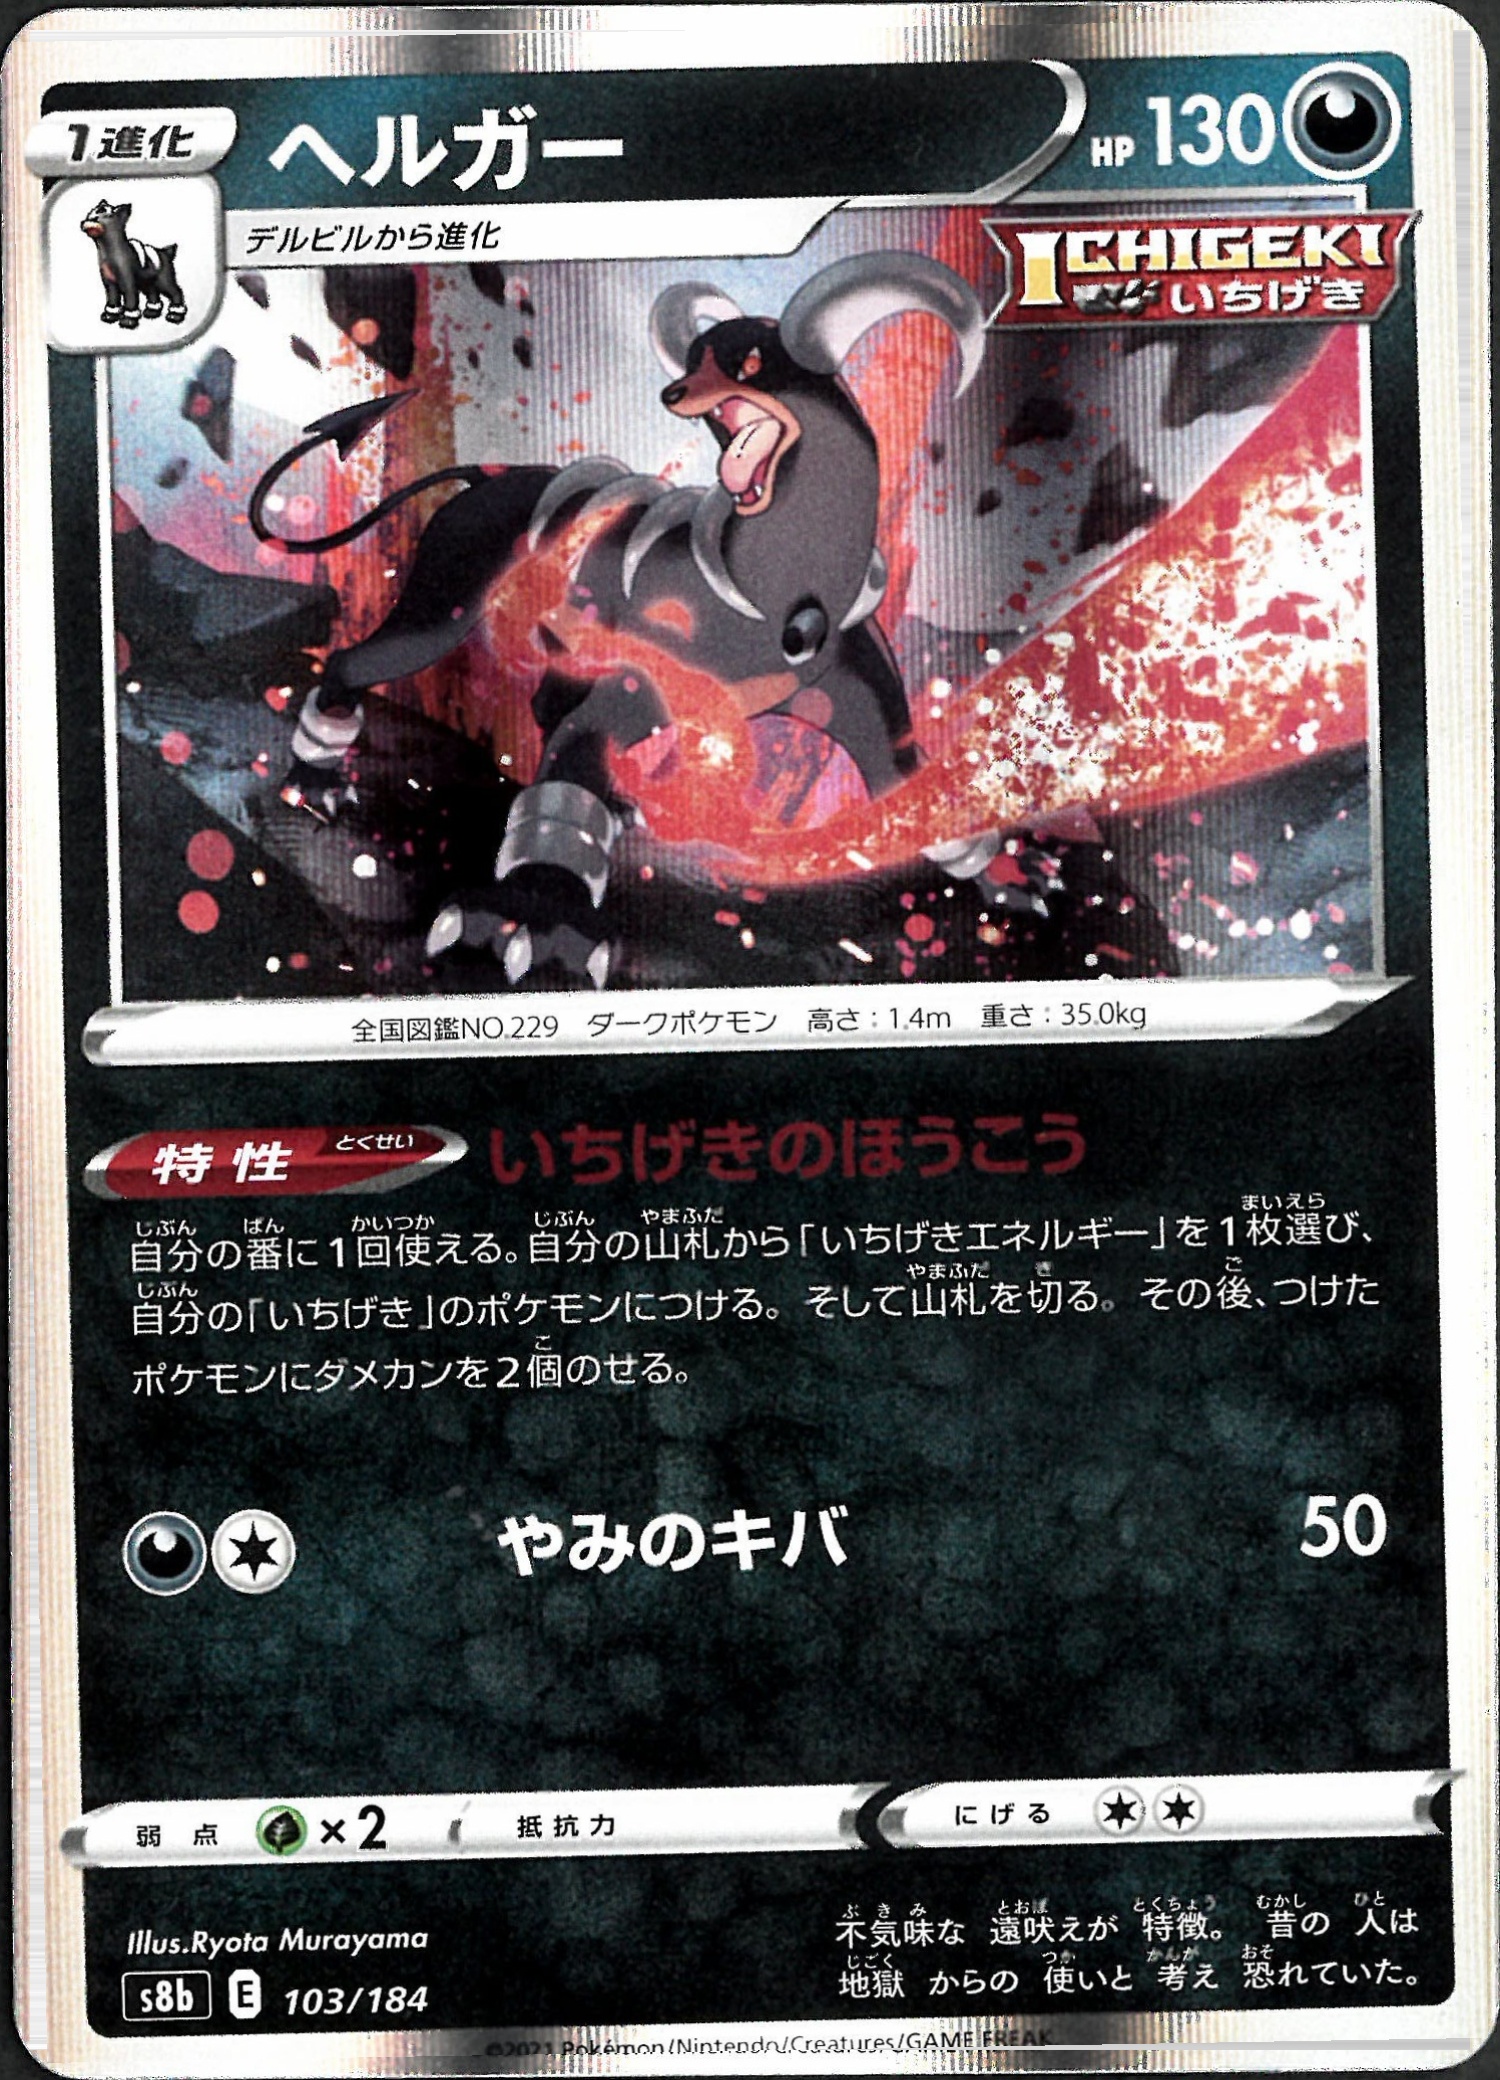 1進化
ヘルガー
HP 130
デルビルから進化
ICHIGEKI
いちげき
全国図鑑NO.229 ダークポケモン 高さ：1.4m 重さ：35.0kg
特性 とくせい いちげきのほうこう
自分の番に1回使える。自分の山札から「いちげきエネルギー」を1枚選び、
自分の「いちげき」のポケモンにつける。そして山札を切る。その後、つけた
ポケモンにダメカンを2個のせる。
やみのキバ 50
弱点 ×2 抵抗力 にげる
Illus.Ryota Murayama
s8b E 103/184
不気味な 遠吠えが 特徴。 昔の 人は
地獄 からの 使いと 考え 恐れていた。
©2021 Pokémon/Nintendo/Creatures/GAME FREAK